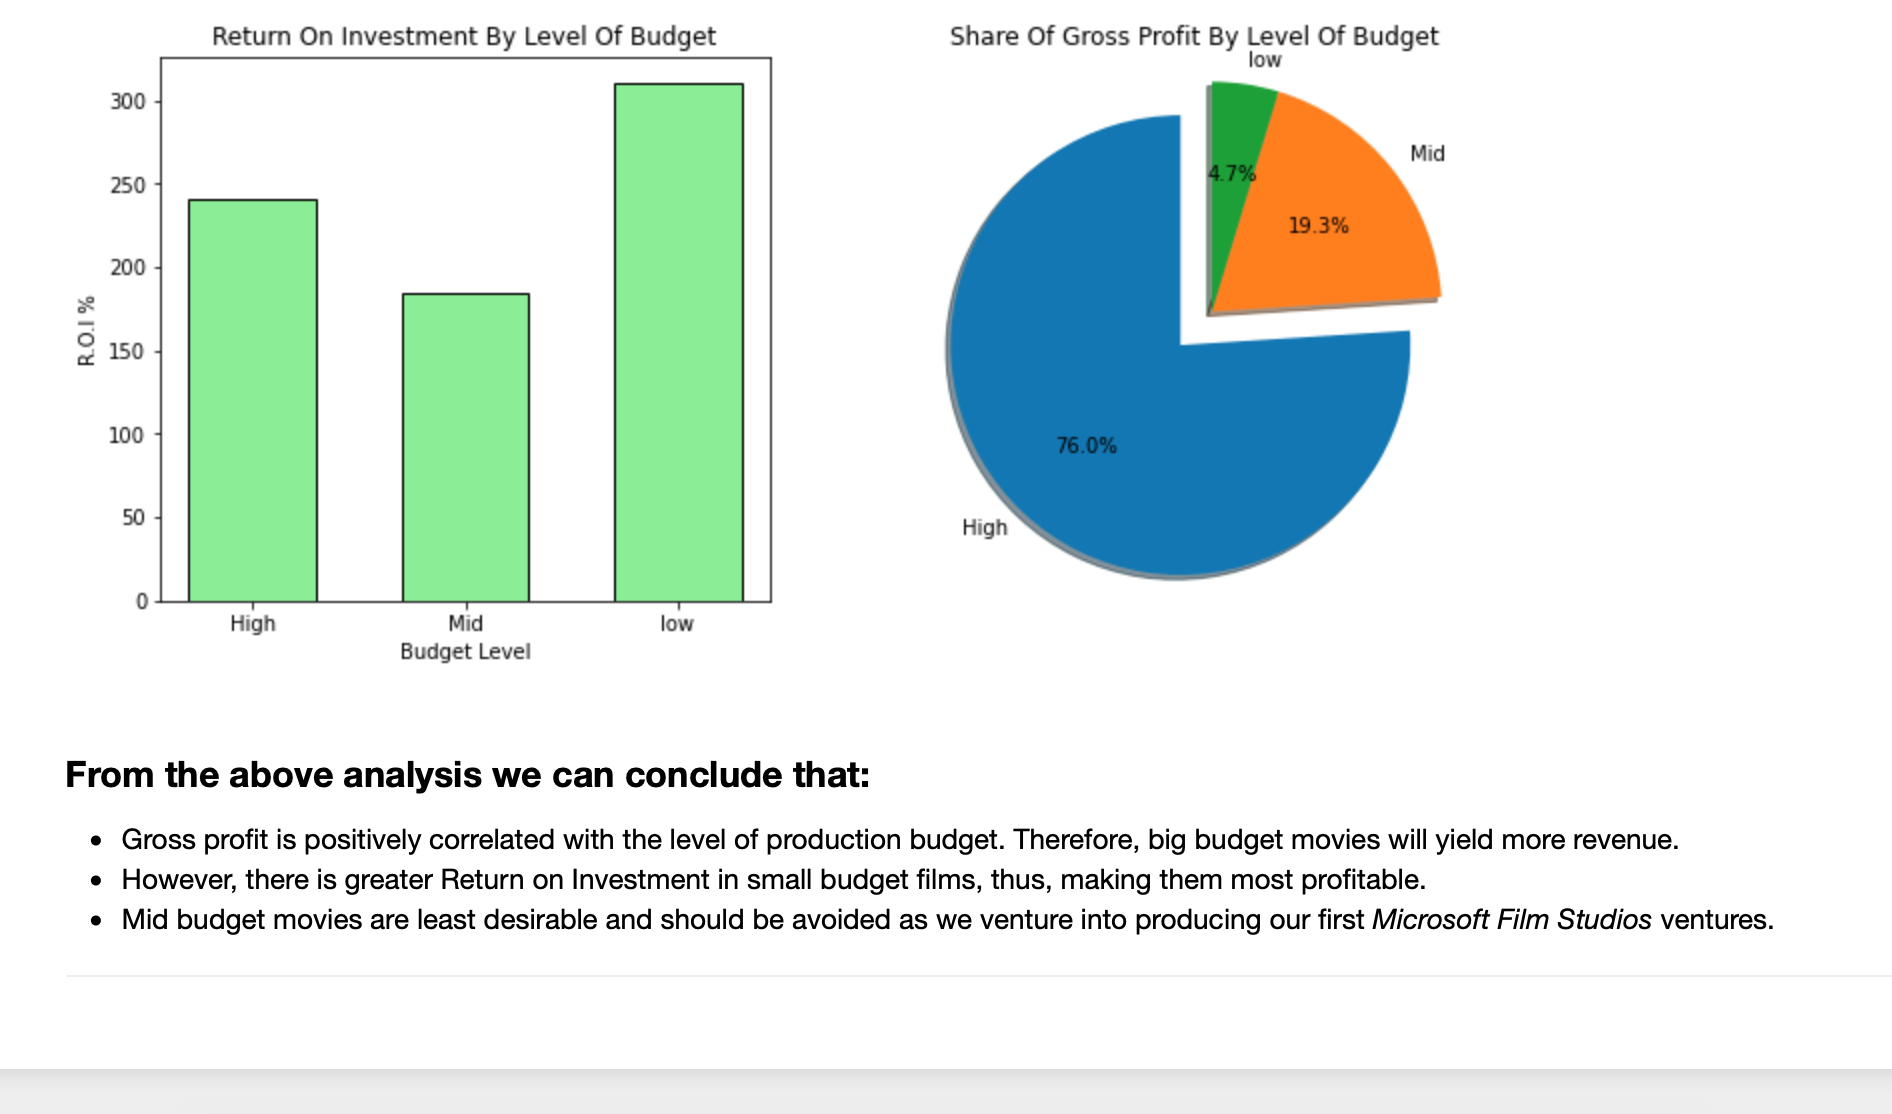 Return On Investment By Level Of Budget
300
250
200
150
100
50
0
R.O.I %
High
Mid
low
Budget Level
Share Of Gross Profit By Level Of Budget
low
Mid
4.7%
19.3%
76.0%
High
From the above analysis we can conclude that:
• Gross profit is positively correlated with the level of production budget. Therefore, big budget movies will yield more revenue.
• However, there is greater Return on Investment in small budget films, thus, making them most profitable.
• Mid budget movies are least desirable and should be avoided as we venture into producing our first Microsoft Film Studios ventures.